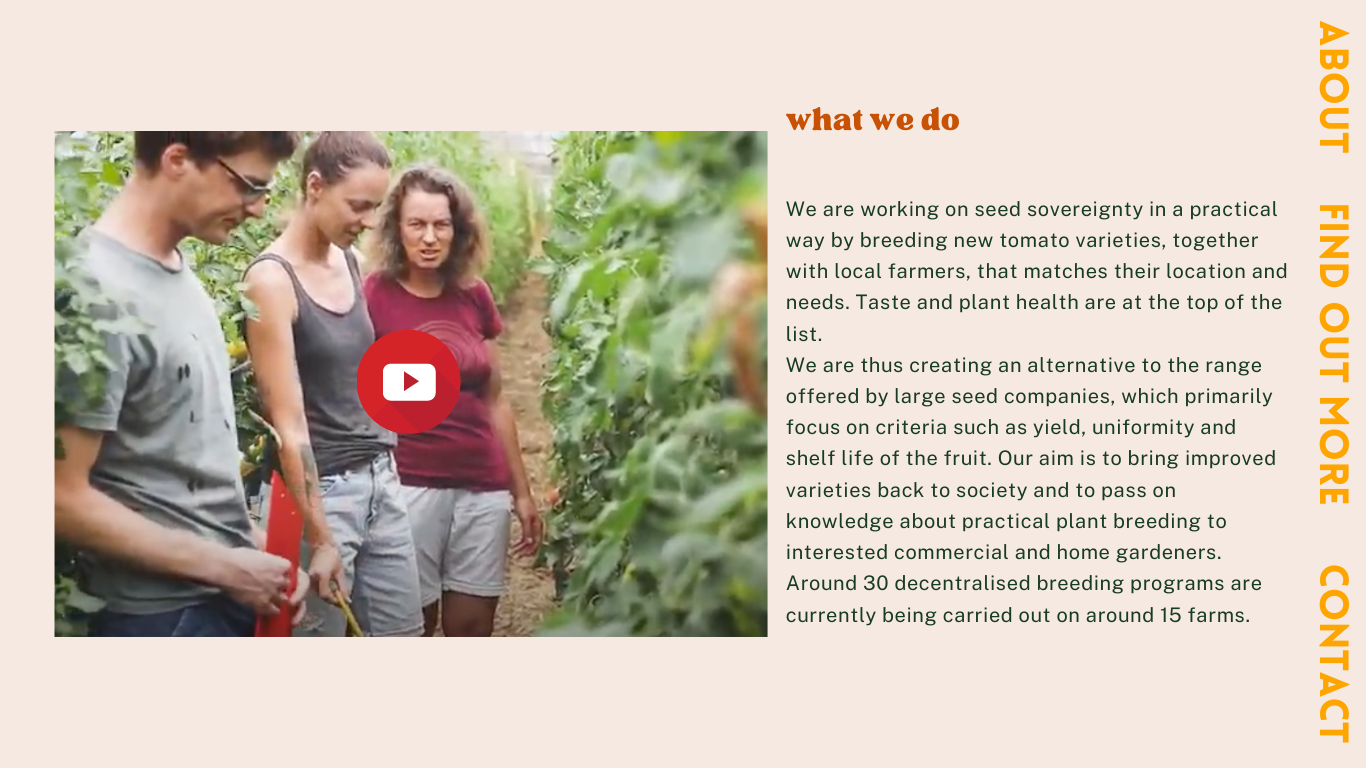 what we do
We are working on seed sovereignty in a practical
way by breeding new tomato varieties, together
with local farmers, that matches their location and
needs. Taste and plant health are at the top of the
list.
We are thus creating an alternative to the range
offered by large seed companies, which primarily
focus on criteria such as yield, uniformity and
shelf life of the fruit. Our aim is to bring improved
varieties back to society and to pass on
knowledge about practical plant breeding to
interested commercial and home gardeners.
Around 30 decentralised breeding programs are
currently being carried out on around 15 farms.
ABOUT
FIND OUT MORE
CONTACT